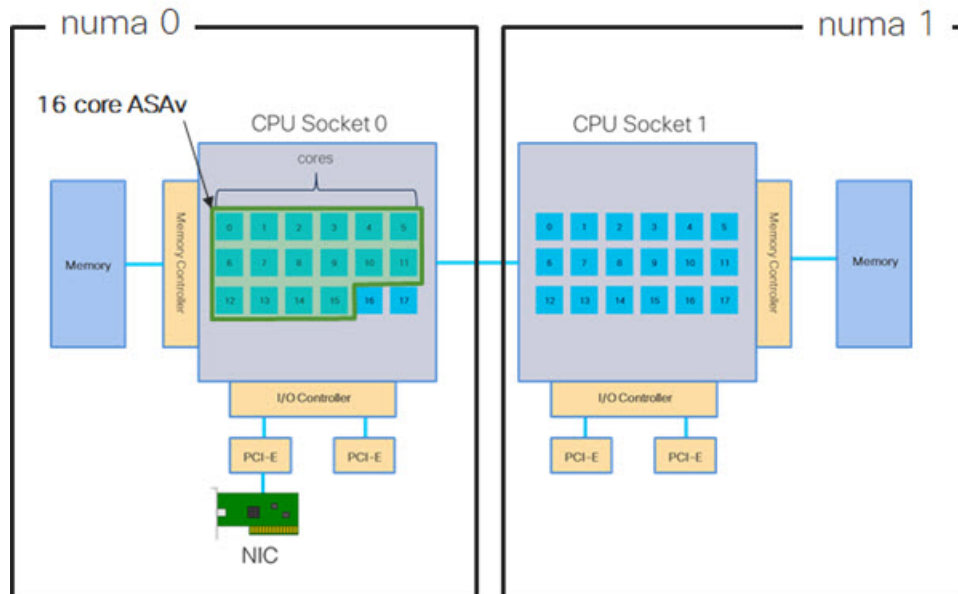 numa 0
numa 1
16 core ASAv
CPU Socket 0
CPU Socket 1
cores
0 1 2 3 4 5
0 1 2 3 4 5
Memory
Memory Controller
6 7 8 9 10 11
6 7 8 9 10 11
Memory Controller
Memory
12 13 14 15 16 17
12 13 14 15 16 17
I/O Controller
I/O Controller
PCI-E
PCI-E
PCI-E
PCI-E
NIC